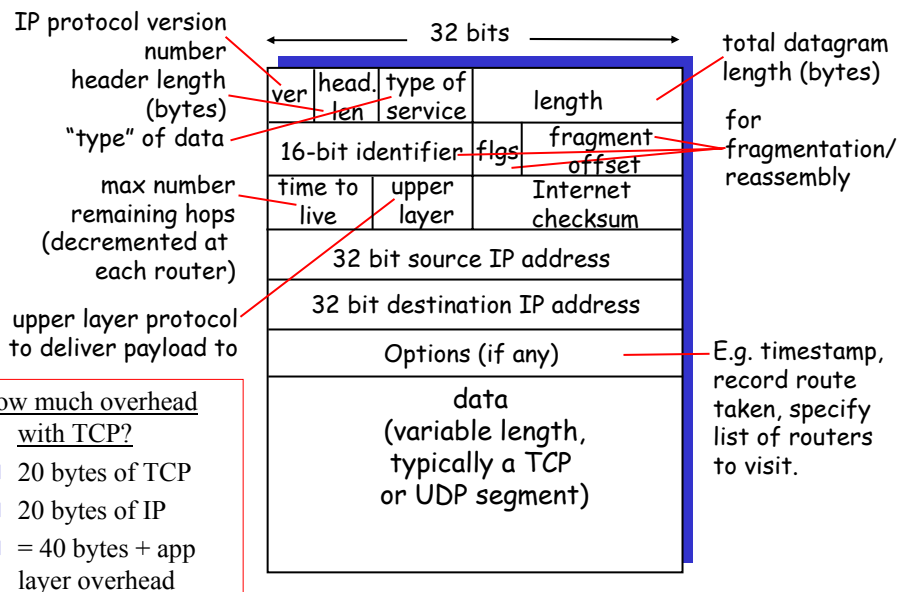 IP protocol version
number
header length
(bytes)
"type" of data
max number
remaining hops
(decremented at
each router)
upper layer protocol
to deliver payload to
32 bits
ver
head.
len
type of
service
length
16-bit identifier
flgs
fragment
offset
time to
live
upper
layer
Internet
checksum
32 bit source IP address
32 bit destination IP address
Options (if any)
data
(variable length,
typically a TCP
or UDP segment)
total datagram
length (bytes)
for
fragmentation/
reassembly
E.g. timestamp,
record route
taken, specify
list of routers
to visit.
ow much overhead
with TCP?
20 bytes of TCP
20 bytes of IP
= 40 bytes + app
layer overhead